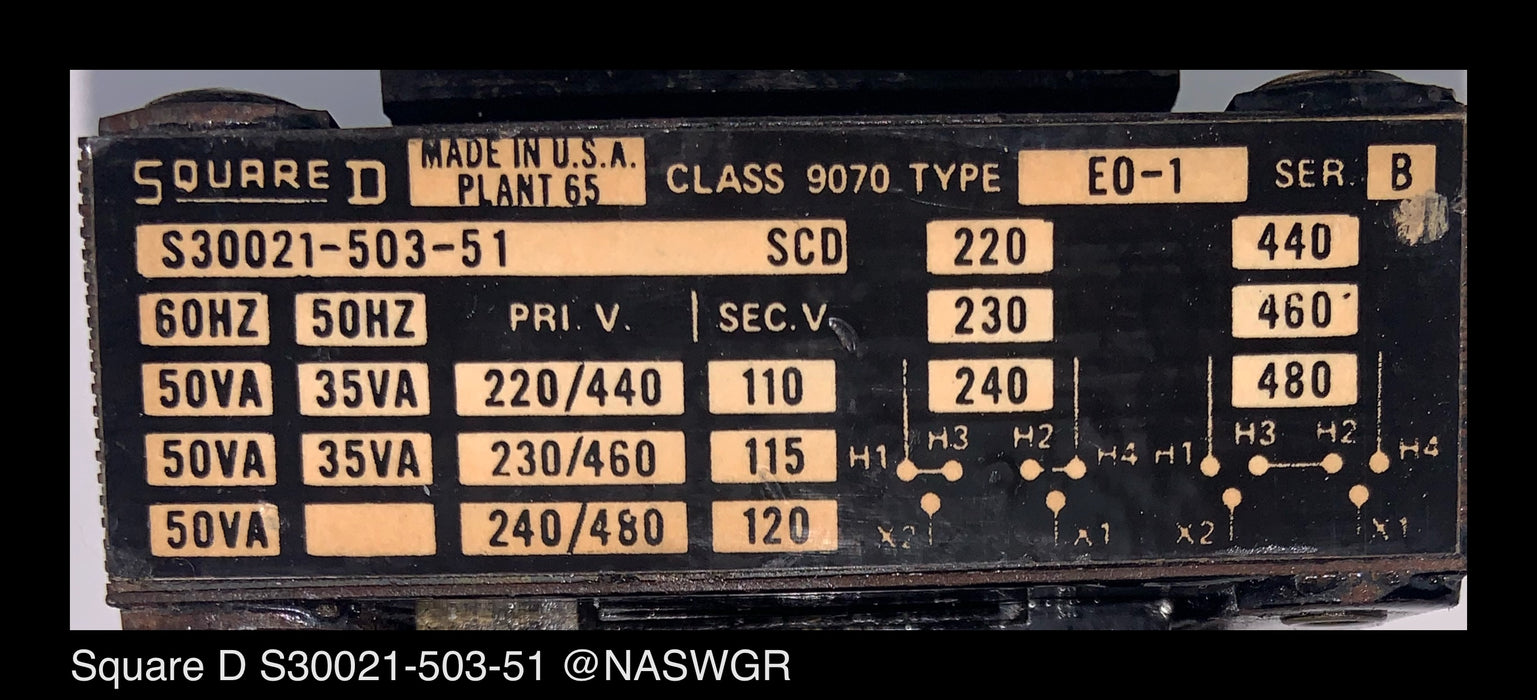 SQUARE D MADE IN U.S.A. PLANT 65 CLASS 9070 TYPE EO-1 SER. B
S30021-503-51 SCD 220 440
60HZ 50HZ PRI. V. SEC. V. 230 460
50VA 35VA 220/440 110 240 480
50VA 35VA 230/460 115 H1 H3 H2 H4 H1 H3 H2 H4
50VA 240/480 120 X2 X1 X2 X1
Square D S30021-503-51 @NASWGR